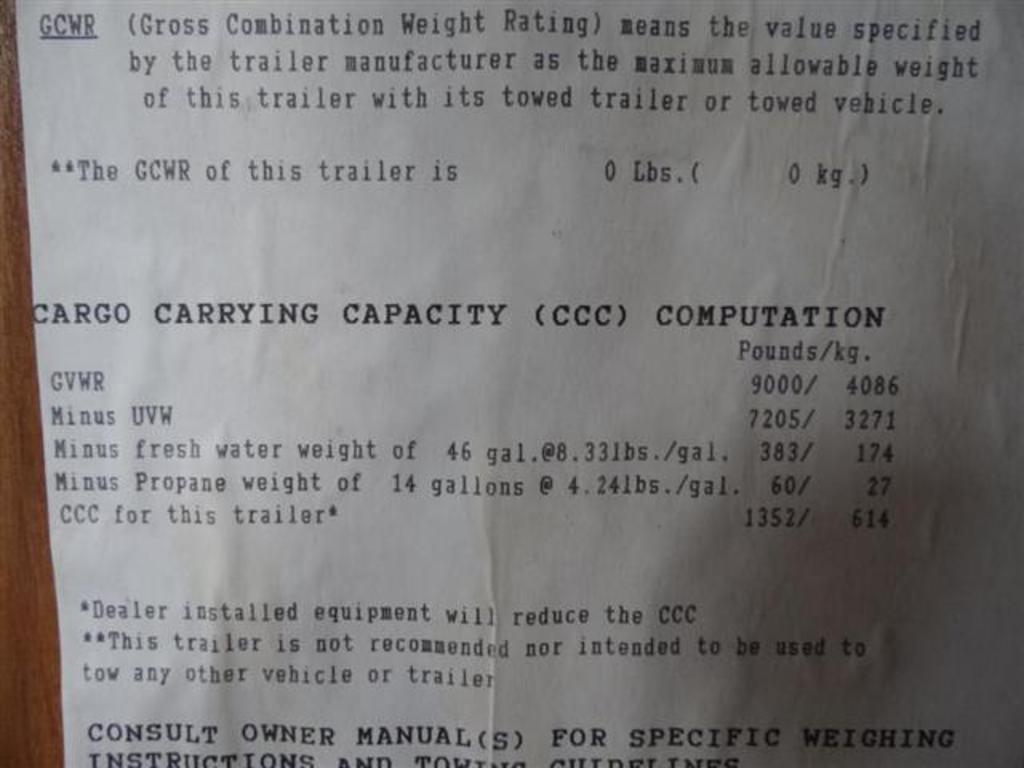 GCWR (Gross Combination Weight Rating) means the value specified
by the trailer manufacturer as the maximum allowable weight
of this trailer with its towed trailer or towed vehicle.
**The GCWR of this trailer is 0 Lbs.( 0 kg.)
CARGO CARRYING CAPACITY (CCC) COMPUTATION
Pounds/kg.
GVWR 9000/ 4086
Minus UVW 7205/ 3271
Minus fresh water weight of 46 gal.@8.33lbs./gal. 383/ 174
Minus Propane weight of 14 gallons @ 4.24lbs./gal. 60/ 27
CCC for this trailer* 1352/ 614
*Dealer installed equipment will reduce the CCC
**This trailer is not recommended nor intended to be used to
tow any other vehicle or trailer
CONSULT OWNER MANUAL(S) FOR SPECIFIC WEIGHING
INSTRUCTIONS AND TOWING GUIDELINES